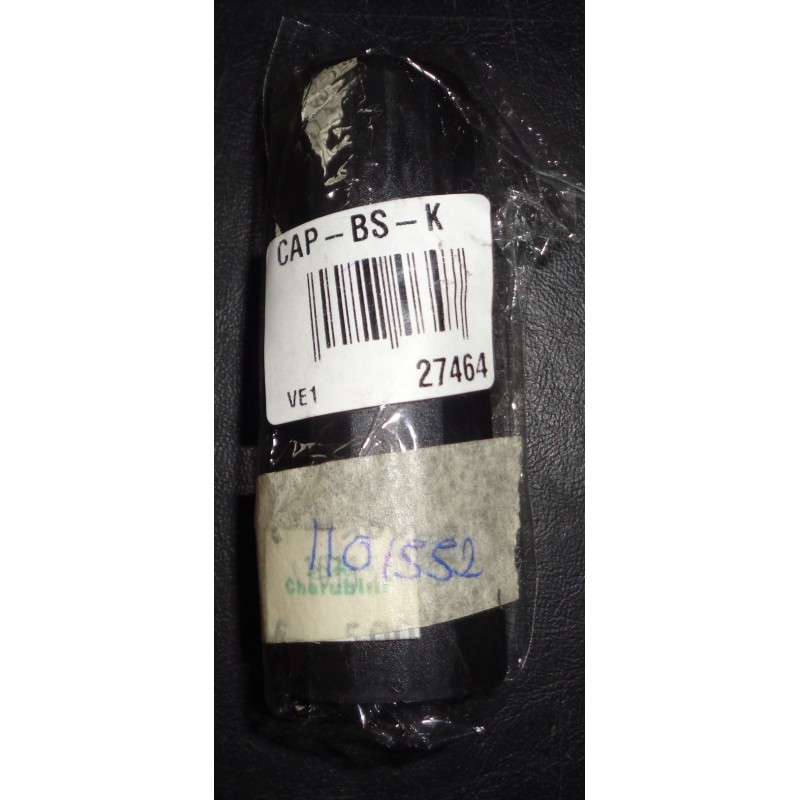 CAP-BS-K
VE1
27464
1101552
Cherubini